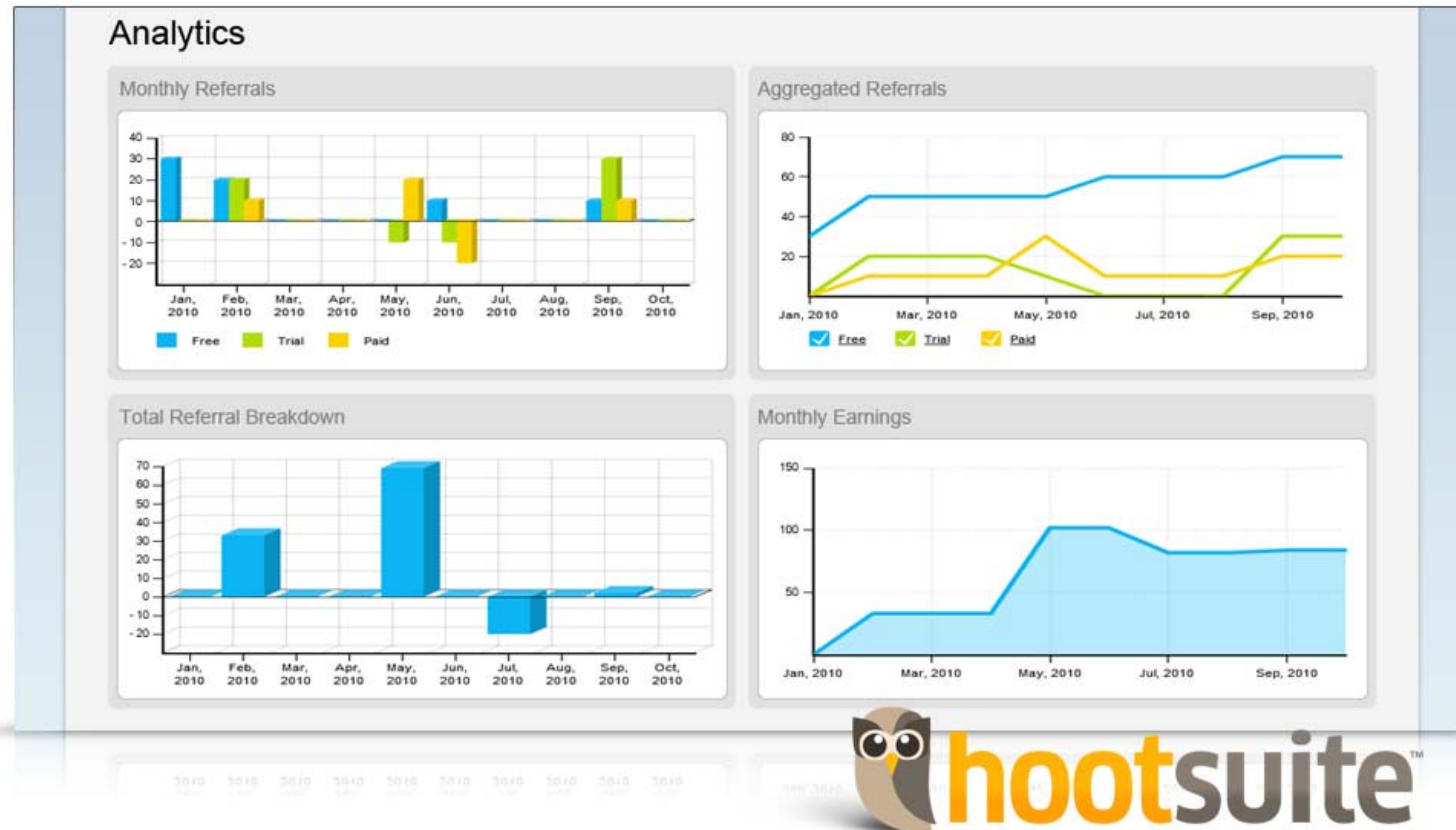 Analytics
Monthly Referrals
40
30
20
10
0
- 10
- 20
Jan, 2010
Feb, 2010
Mar, 2010
Apr, 2010
May, 2010
Jun, 2010
Jul, 2010
Aug, 2010
Sep, 2010
Oct, 2010
Free
Trial
Paid
Aggregated Referrals
80
60
40
20
Jan, 2010
Mar, 2010
May, 2010
Jul, 2010
Sep, 2010
Free
Trial
Paid
Total Referral Breakdown
70
60
50
40
30
20
10
0
- 10
- 20
Jan, 2010
Feb, 2010
Mar, 2010
Apr, 2010
May, 2010
Jun, 2010
Jul, 2010
Aug, 2010
Sep, 2010
Oct, 2010
Monthly Earnings
150
100
50
Jan, 2010
Mar, 2010
May, 2010
Jul, 2010
Sep, 2010
hootsuite™